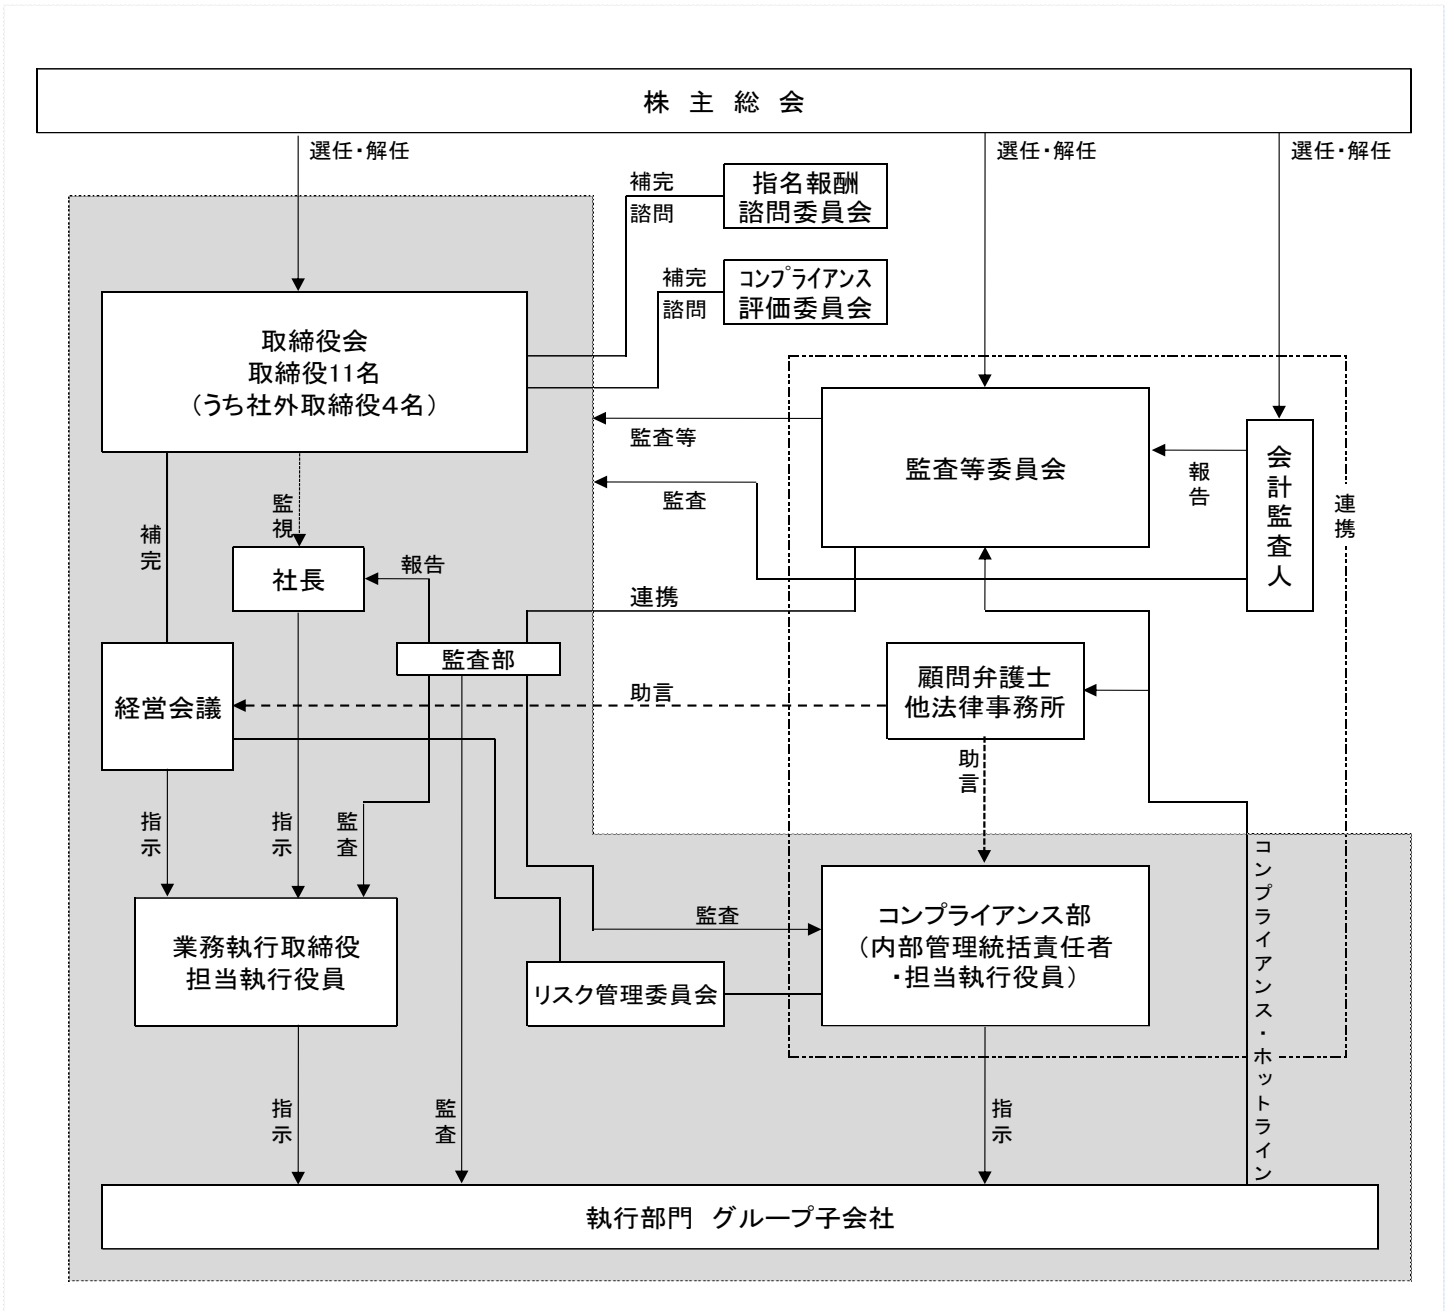 株 主 総 会
選任・解任
選任・解任
選任・解任
補完
諮問
指名報酬
諮問委員会
補完
諮問
コンプライアンス
評価委員会
取締役会
取締役11名
（うち社外取締役4名）
監査等
監査
監査等委員会
報告
会計監査人
連携
監視
補完
社長
報告
連携
監査部
経営会議
助言
顧問弁護士
他法律事務所
助言
指示
指示
監査
業務執行取締役
担当執行役員
監査
コンプライアンス部
（内部管理統括責任者
・担当執行役員）
リスク管理委員会
コンプライアンス・ホットライン
指示
監査
指示
執行部門 グループ子会社